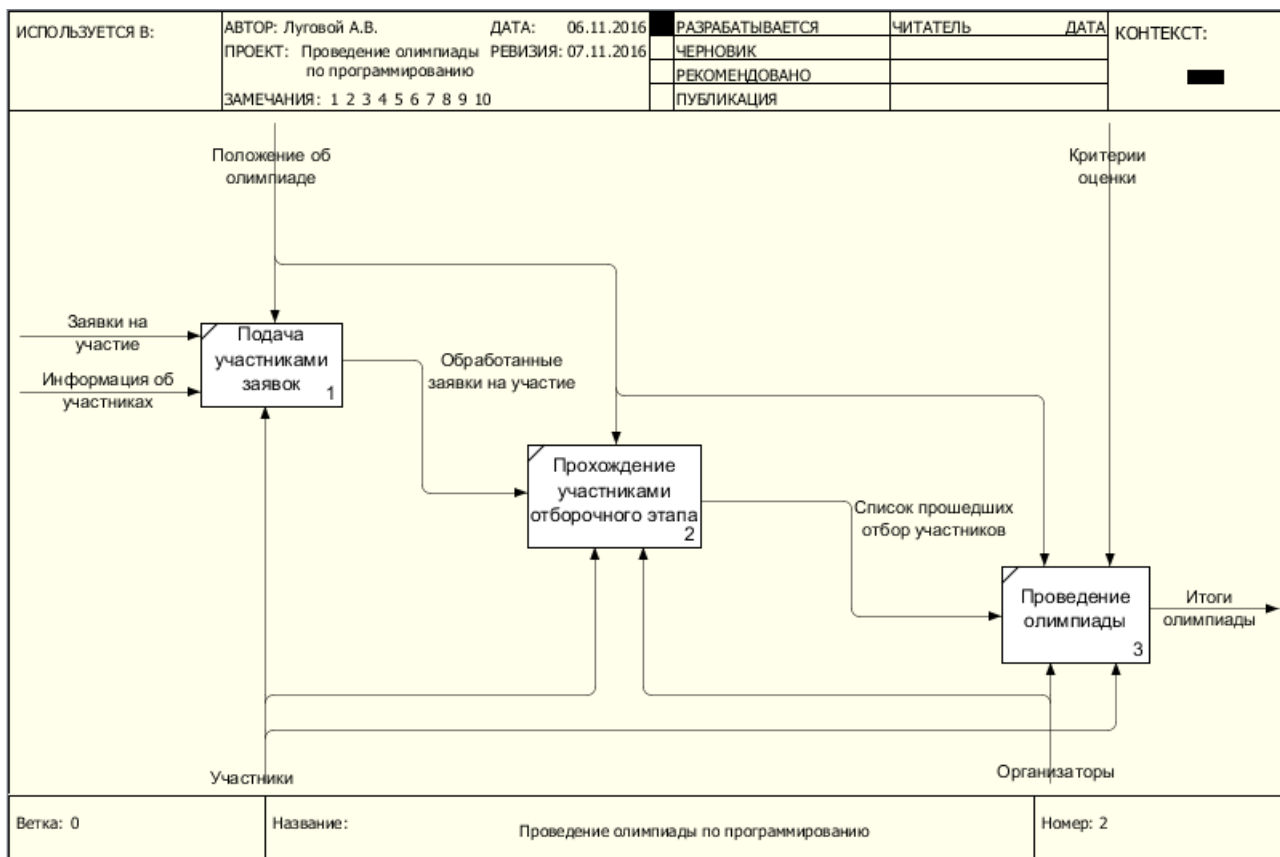 ИСПОЛЬЗУЕТСЯ В:
АВТОР: Луговой А.В.
ДАТА: 06.11.2016
ПРОЕКТ: Проведение олимпиады
по программированию
РЕВИЗИЯ: 07.11.2016
ЗАМЕЧАНИЯ: 1 2 3 4 5 6 7 8 9 10
РАЗРАБАТЫВАЕТСЯ
ЧЕРНОВИК
РЕКОМЕНДОВАНО
ПУБЛИКАЦИЯ
ЧИТАТЕЛЬ
ДАТА
КОНТЕКСТ:
Положение об
олимпиаде
Критерии
оценки
Заявки на
участие
Информация об
участниках
Подача
участниками
заявок
1
Обработанные
заявки на участие
Прохождение
участниками
отборочного этапа
2
Список прошедших
отбор участников
Проведение
олимпиады
3
Итоги
олимпиады
Участники
Организаторы
Ветка: 0
Название:
Проведение олимпиады по программированию
Номер: 2